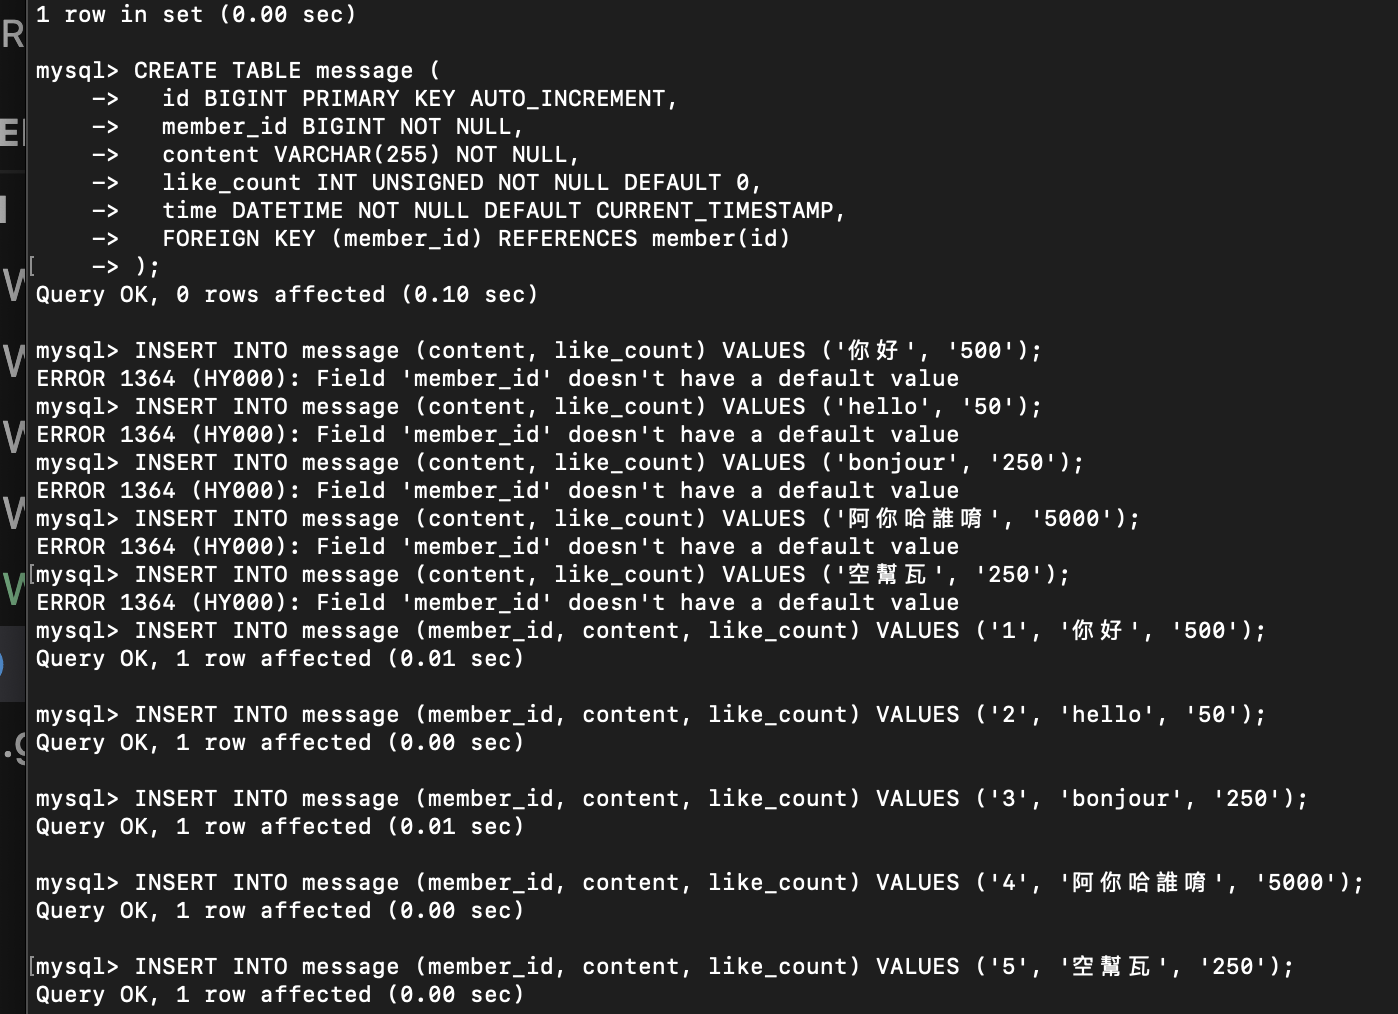 1 row in set (0.00 sec)
mysql> CREATE TABLE message (
    ->   id BIGINT PRIMARY KEY AUTO_INCREMENT,
    ->   member_id BIGINT NOT NULL,
    ->   content VARCHAR(255) NOT NULL,
    ->   like_count INT UNSIGNED NOT NULL DEFAULT 0,
    ->   time DATETIME NOT NULL DEFAULT CURRENT_TIMESTAMP,
    ->   FOREIGN KEY (member_id) REFERENCES member(id)
    -> );
Query OK, 0 rows affected (0.10 sec)
mysql> INSERT INTO message (content, like_count) VALUES ('你好', '500');
ERROR 1364 (HY000): Field 'member_id' doesn't have a default value
mysql> INSERT INTO message (content, like_count) VALUES ('hello', '50');
ERROR 1364 (HY000): Field 'member_id' doesn't have a default value
mysql> INSERT INTO message (content, like_count) VALUES ('bonjour', '250');
ERROR 1364 (HY000): Field 'member_id' doesn't have a default value
mysql> INSERT INTO message (content, like_count) VALUES ('阿你哈誰唷', '5000');
ERROR 1364 (HY000): Field 'member_id' doesn't have a default value
mysql> INSERT INTO message (content, like_count) VALUES ('空幫瓦', '250');
ERROR 1364 (HY000): Field 'member_id' doesn't have a default value
mysql> INSERT INTO message (member_id, content, like_count) VALUES ('1', '你好', '500');
Query OK, 1 row affected (0.01 sec)
mysql> INSERT INTO message (member_id, content, like_count) VALUES ('2', 'hello', '50');
Query OK, 1 row affected (0.00 sec)
mysql> INSERT INTO message (member_id, content, like_count) VALUES ('3', 'bonjour', '250');
Query OK, 1 row affected (0.01 sec)
mysql> INSERT INTO message (member_id, content, like_count) VALUES ('4', '阿你哈誰唷', '5000');
Query OK, 1 row affected (0.00 sec)
mysql> INSERT INTO message (member_id, content, like_count) VALUES ('5', '空幫瓦', '250');
Query OK, 1 row affected (0.00 sec)